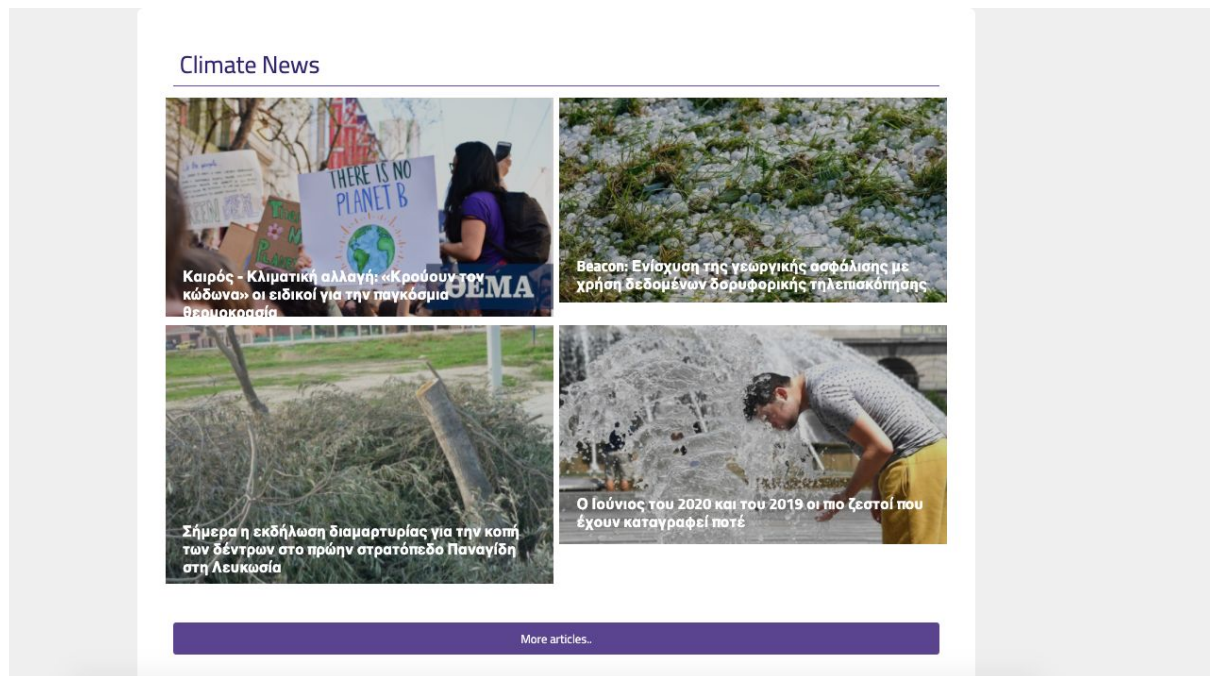 Climate News
THERE IS NO
PLANET B
Καιρός - Κλιματική αλλαγή: «Κρούουν τον
κώδωνα» οι ειδικοί για την παγκόσμια
θερμοκρασία
ΘΕΜΑ
Beacon: Ενίσχυση της γεωργικής ασφάλισης με
χρήση δεδομένων δορυφορικής τηλεπισκόπησης
Σήμερα η εκδήλωση διαμαρτυρίας για την κοπή
των δέντρων στο πρώην στρατόπεδο Παναγίδη
στη Λευκωσία
Ο Ιούνιος του 2020 και του 2019 οι πιο ζεστοί που
έχουν καταγραφεί ποτέ
More articles..